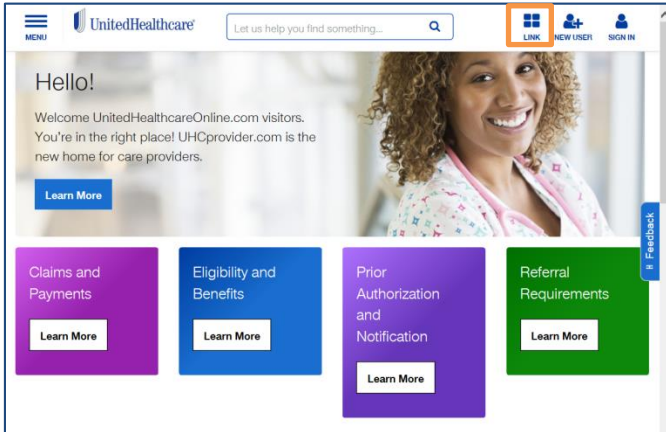 MENU
UnitedHealthcare
Let us help you find something...
LINK
NEW USER
SIGN IN
Hello!
Welcome UnitedHealthcareOnline.com visitors.
You're in the right place! UHCprovider.com is the
new home for care providers.
Learn More
Feedback
Claims and
Payments
Learn More
Eligibility and
Benefits
Learn More
Prior
Authorization
and
Notification
Learn More
Referral
Requirements
Learn More